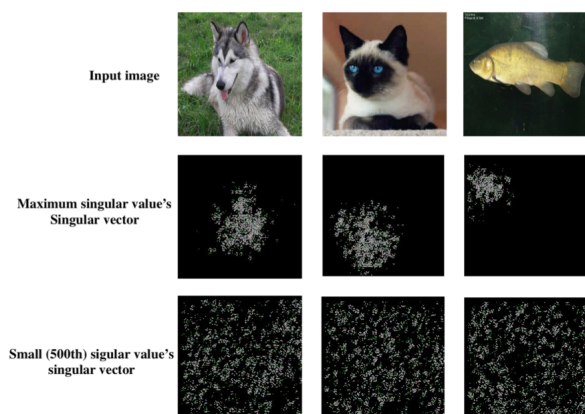 Input image
Maximum singular value's
Singular vector
Small (500th) sigular value's
singular vector